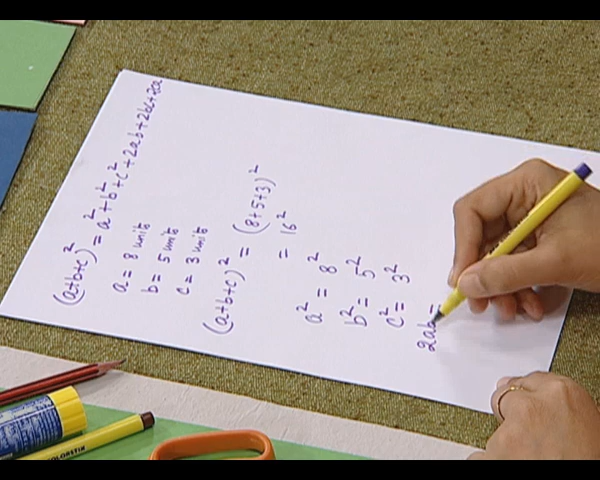 (a+b+c)² = a²+b²+c²+2ab+2bc+2ca
a = 8 units
b = 5 units
c = 3 units
(a+b+c)² = (8+5+3)²
= 16²
a² = 8²
b² = 5²
c² = 3²
2ab =
COLORSTIX